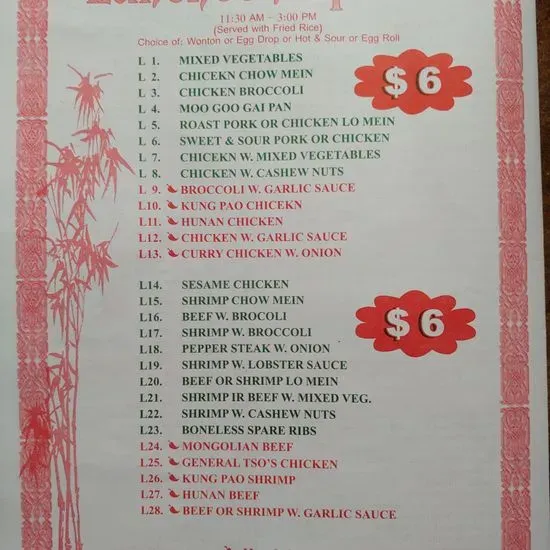 11:30 AM - 3:00 PM
(Served with Fried Rice)
Choice of: Wonton or Egg Drop or Hot & Sour or Egg Roll
L 1. MIXED VEGETABLES
L 2. CHICEKN CHOW MEIN
L 3. CHICKEN BROCCOLI
$ 6
L 4. MOO GOO GAI PAN
L 5. ROAST PORK OR CHICKEN LO MEIN
L 6. SWEET & SOUR PORK OR CHICKEN
L 7. CHICEKN W. MIXED VEGETABLES
L 8. CHICKEN W. CASHEW NUTS
L 9. BROCCOLI W. GARLIC SAUCE
L10. KUNG PAO CHICEKN
L11. HUNAN CHICKEN
L12. CHICKEN W. GARLIC SAUCE
L13. CURRY CHICKEN W. ONION
L14. SESAME CHICKEN
L15. SHRIMP CHOW MEIN
L16. BEEF W. BROCOLI
$ 6
L17. SHRIMP W. BROCCOLI
L18. PEPPER STEAK W. ONION
L19. SHRIMP W. LOBSTER SAUCE
L20. BEEF OR SHRIMP LO MEIN
L21. SHRIMP IR BEEF W. MIXED VEG.
L22. SHRIMP W. CASHEW NUTS
L23. BONELESS SPARE RIBS
L24. MONGOLIAN BEEF
L25. GENERAL TSO'S CHICKEN
L26. KUNG PAO SHRIMP
L27. HUNAN BEEF
L28. BEEF OR SHRIMP W. GARLIC SAUCE